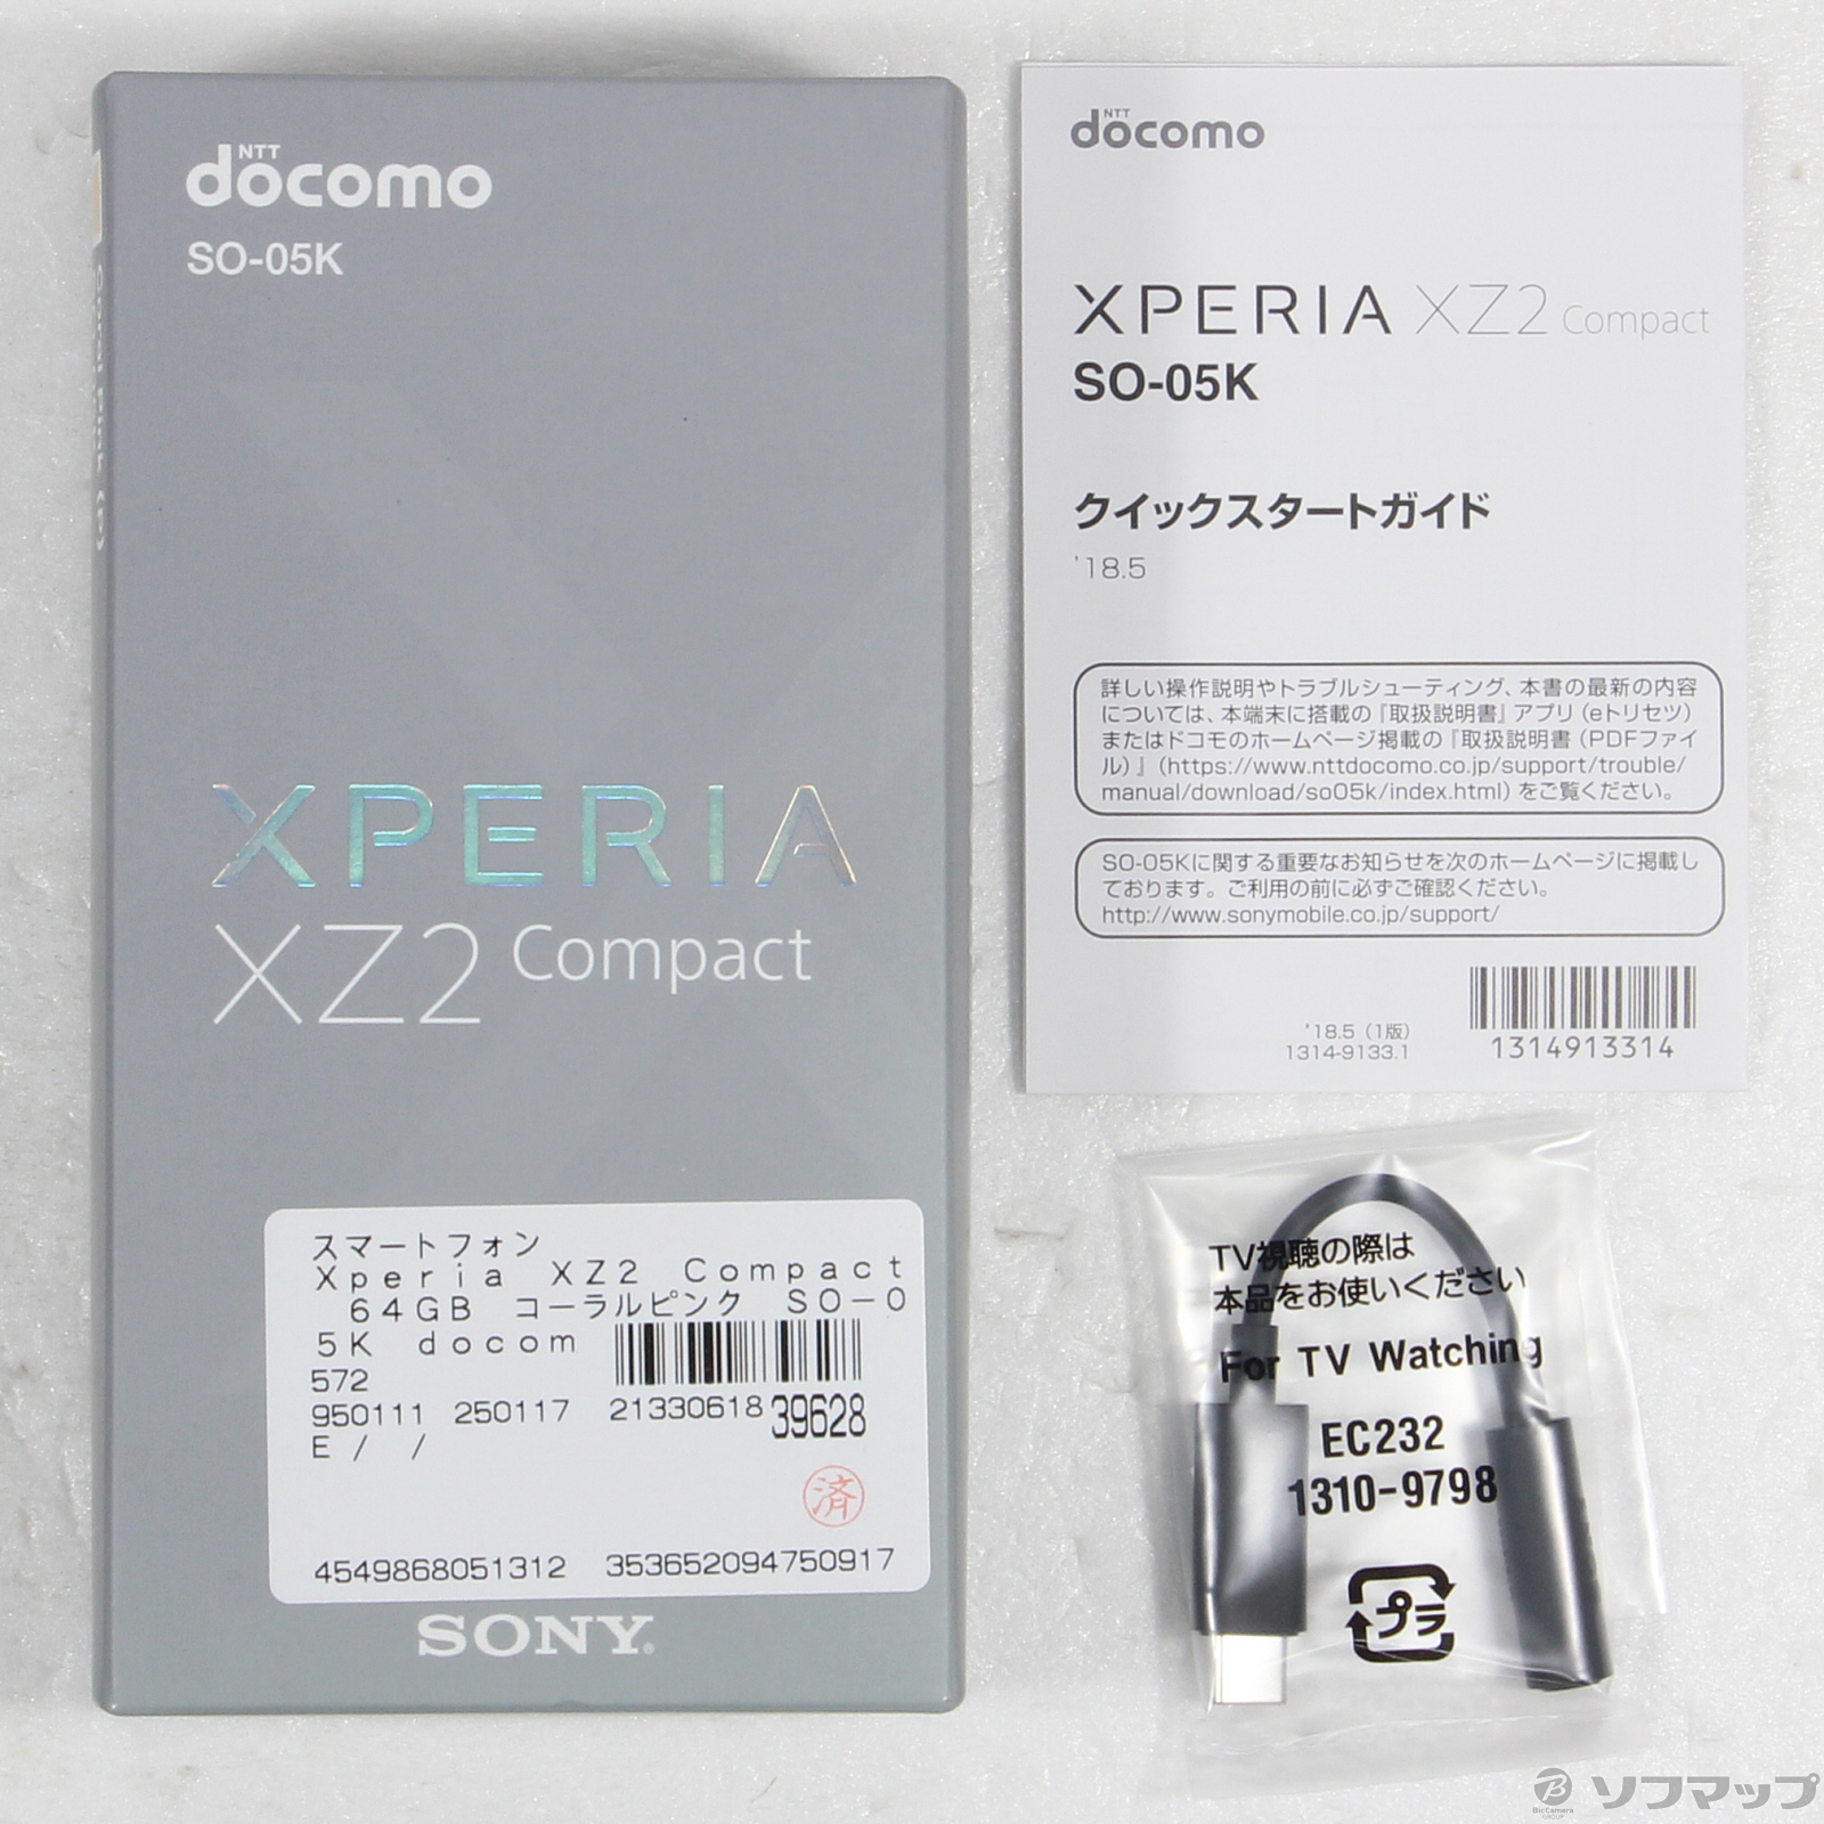 NTT
docomo
SO-05K
Coral Pink (P)
XPERIA
XZ2 Compact
スマートフォン
Xperia XZ2 Compact
64GB コーラルピンク SO-0
5K docom
572
950111 250117 2133061839628
E / /
済
4549868051312 353652094750917
SONY
NTT
docomo
XPERIA XZ2 Compact
SO-05K
クイックスタートガイド
'18.5
詳しい操作説明やトラブルシューティング、本書の最新の内容
については、本端末に搭載の『取扱説明書』アプリ（eトリセツ）
またはドコモのホームページ掲載の『取扱説明書（PDFファイ
ル）』（https://www.nttdocomo.co.jp/support/trouble/
manual/download/so05k/index.html）をご覧ください。
SO-05Kに関する重要なお知らせを次のホームページに掲載し
ております。ご利用の前に必ずご確認ください。
http://www.sonymobile.co.jp/support/
'18.5（1版）
1314-9133.1
1314913314
TV視聴の際は
本品をお使いください
For TV Watching
EC232
1310-9798
プラ
B
BicCamera
GROUP
ソフマップ